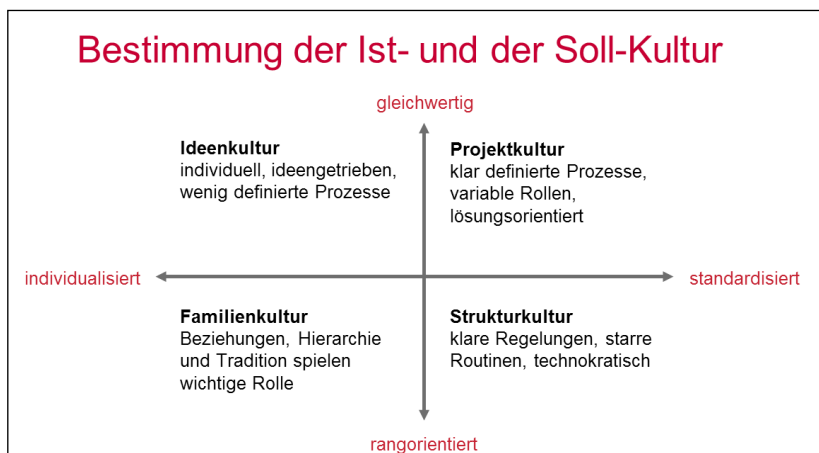 Bestimmung der Ist- und der Soll-Kultur
gleichwertig
Ideenkultur
individuell, ideengetrieben,
wenig definierte Prozesse
Projektkultur
klar definierte Prozesse,
variable Rollen,
lösungsorientiert
individualisiert
standardisiert
Familienkultur
Beziehungen, Hierarchie
und Tradition spielen
wichtige Rolle
Strukturkultur
klare Regelungen, starre
Routinen, technokratisch
rangorientiert